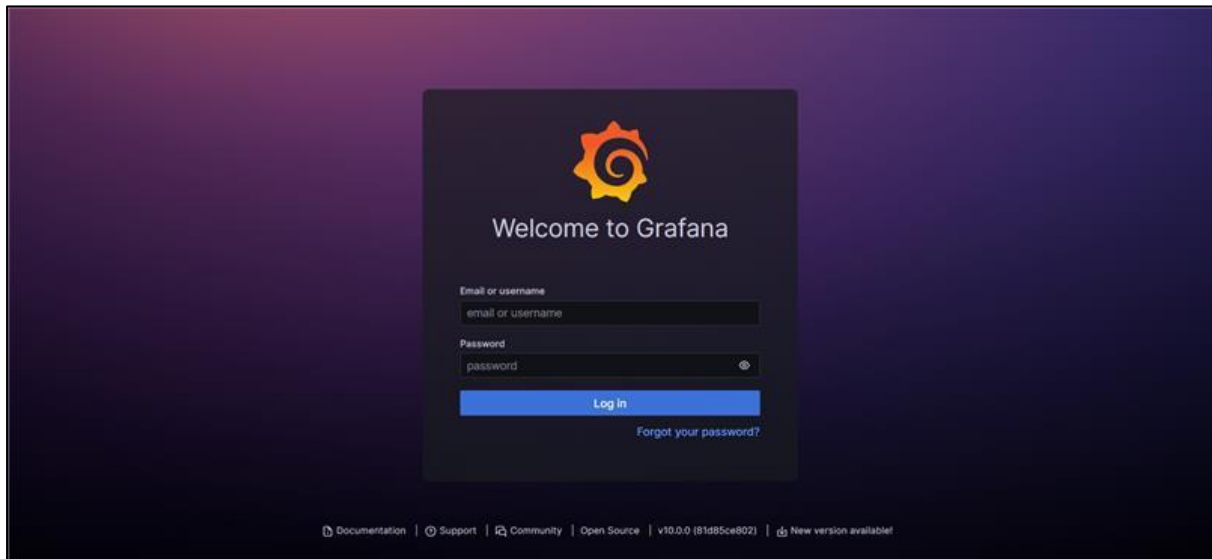 Welcome to Grafana
Email or username
email or username
Password
password
Log in
Forgot your password?
Documentation | Support | Community | Open Source | v10.0.0 (81d85ce802) | New version available!